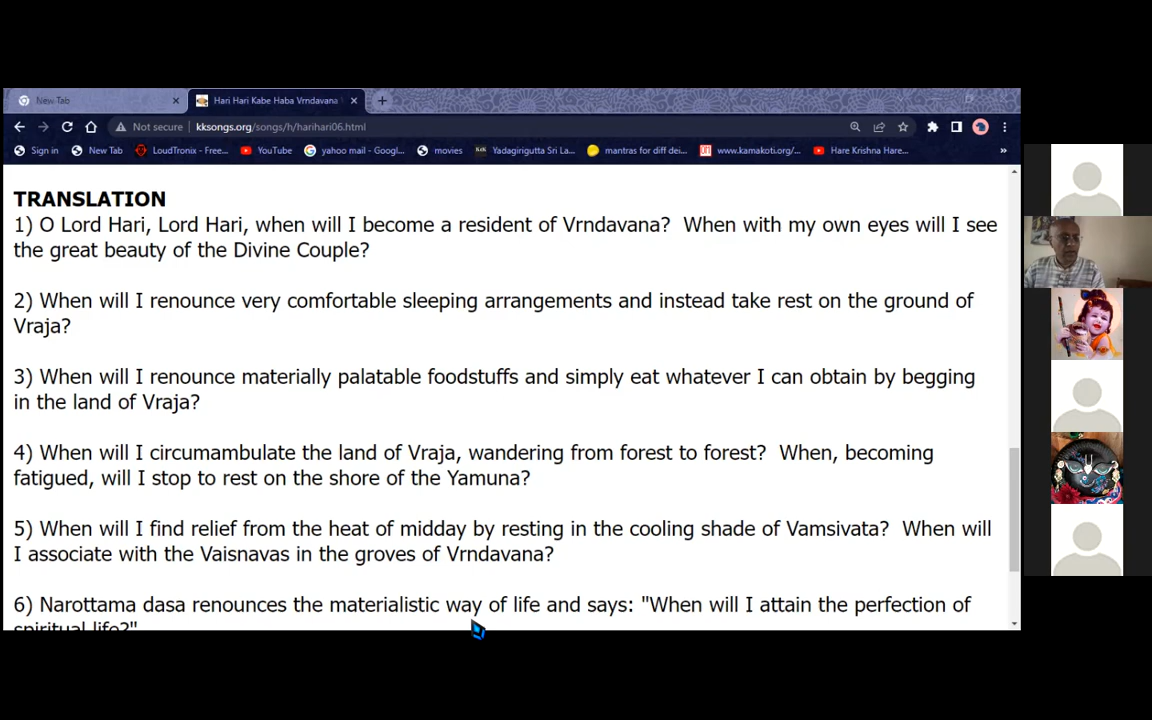 New Tab
Hari Hari Kabe Haba Vrndavana
Not secure
kksongs.org/songs/h/harihari06.html
Sign in
New Tab
LoudTronix - Free...
YouTube
yahoo mail - Googl...
movies
Yadagirigutta Sri La...
mantras for diff dei...
www.kamakoti.org/...
Hare Krishna Hare...
TRANSLATION
1) O Lord Hari, Lord Hari, when will I become a resident of Vrndavana?  When with my own eyes will I see
the great beauty of the Divine Couple?
2) When will I renounce very comfortable sleeping arrangements and instead take rest on the ground of
Vraja?
3) When will I renounce materially palatable foodstuffs and simply eat whatever I can obtain by begging
in the land of Vraja?
4) When will I circumambulate the land of Vraja, wandering from forest to forest?  When, becoming
fatigued, will I stop to rest on the shore of the Yamuna?
5) When will I find relief from the heat of midday by resting in the cooling shade of Vamsivata?  When will
I associate with the Vaisnavas in the groves of Vrndavana?
6) Narottama dasa renounces the materialistic way of life and says: "When will I attain the perfection of
spiritual life?"